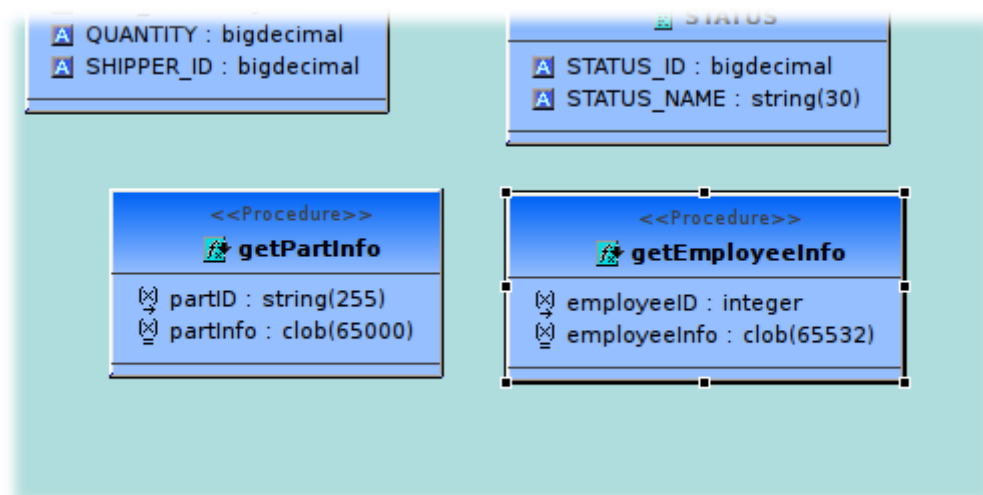 QUANTITY : bigdecimal
SHIPPER_ID : bigdecimal
STATUS
STATUS_ID : bigdecimal
STATUS_NAME : string(30)
<<Procedure>>
getPartInfo
partID : string(255)
partInfo : clob(65000)
<<Procedure>>
getEmployeeInfo
employeeID : integer
employeeInfo : clob(65532)